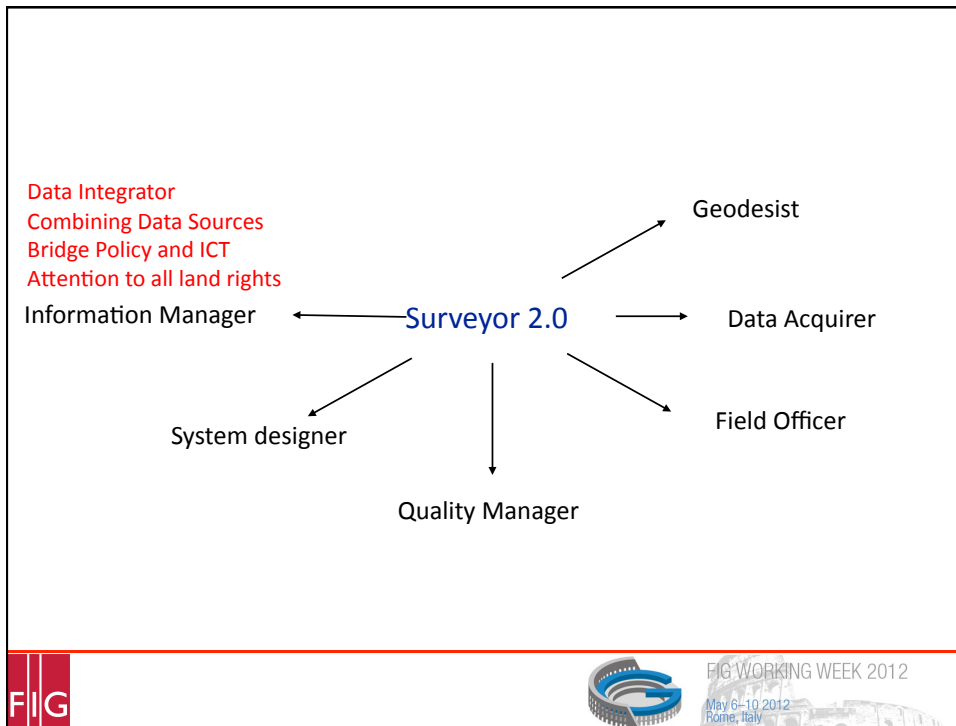 Data Integrator
Combining Data Sources
Bridge Policy and ICT
Attention to all land rights
Information Manager
Surveyor 2.0
Geodesist
Data Acquirer
Field Officer
System designer
Quality Manager
FIG
FIG WORKING WEEK 2012
May 6–10 2012
Rome, Italy